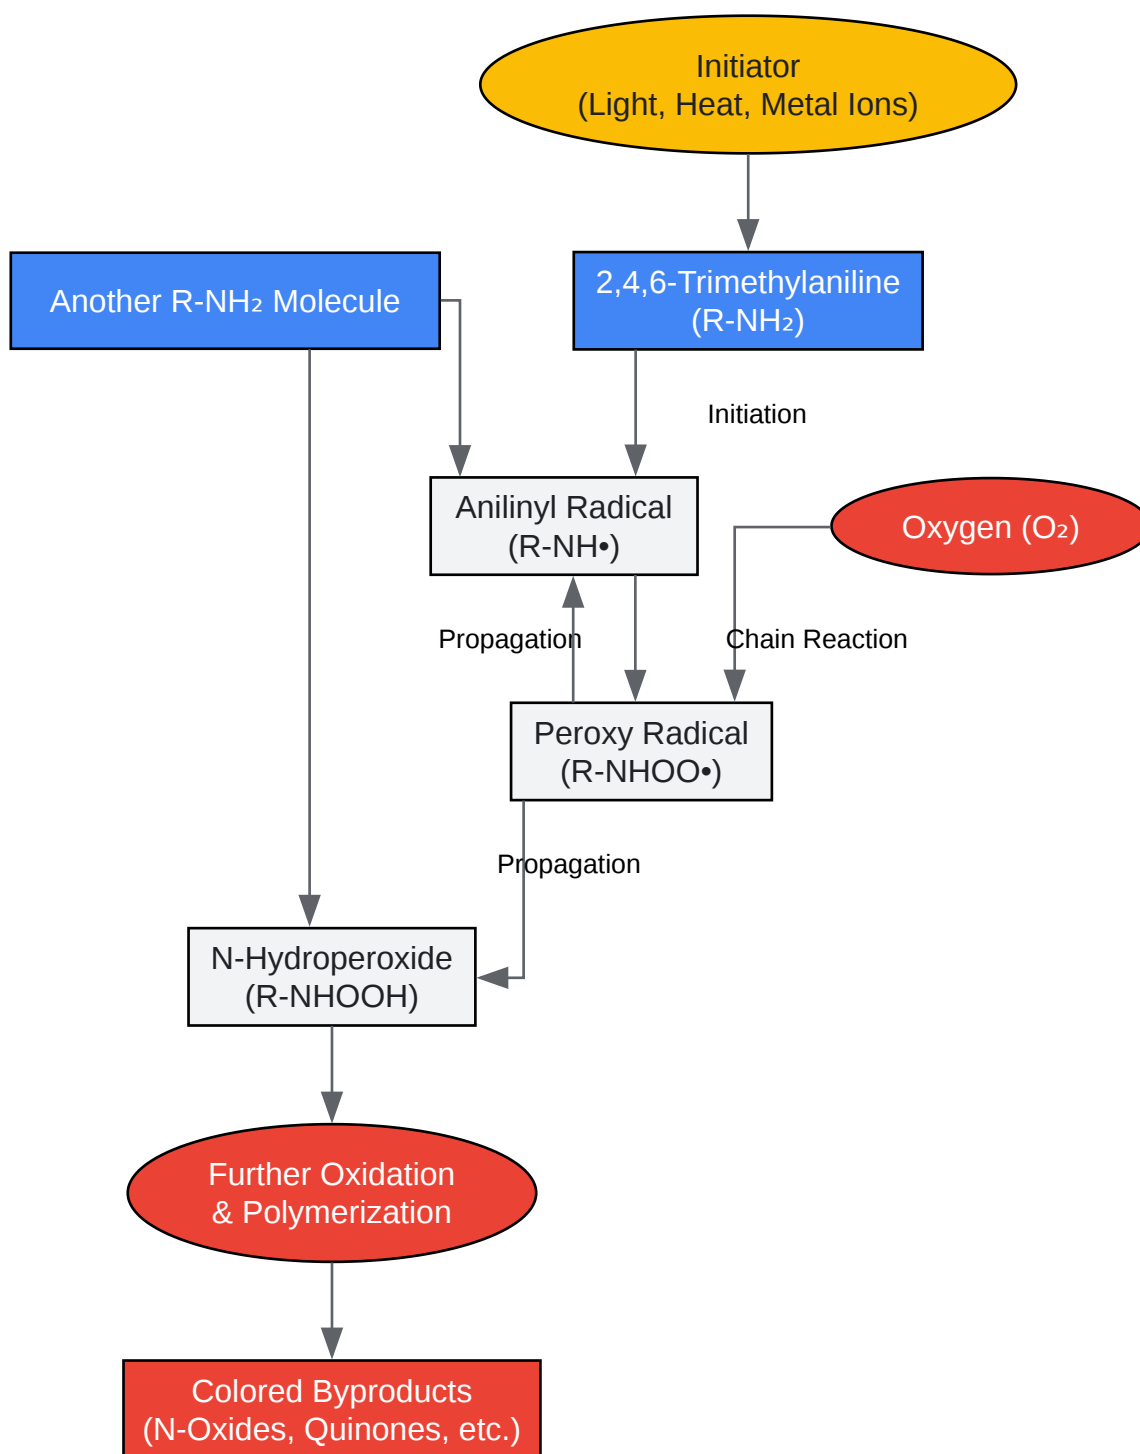 Initiator
(Light, Heat, Metal Ions)
Another R-NH₂ Molecule
2,4,6-Trimethylaniline
(R-NH₂)
Initiation
Anilinyl Radical
(R-NH•)
Oxygen (O₂)
Propagation
Chain Reaction
Peroxy Radical
(R-NHOO•)
Propagation
N-Hydroperoxide
(R-NHOOH)
Further Oxidation
& Polymerization
Colored Byproducts
(N-Oxides, Quinones, etc.)